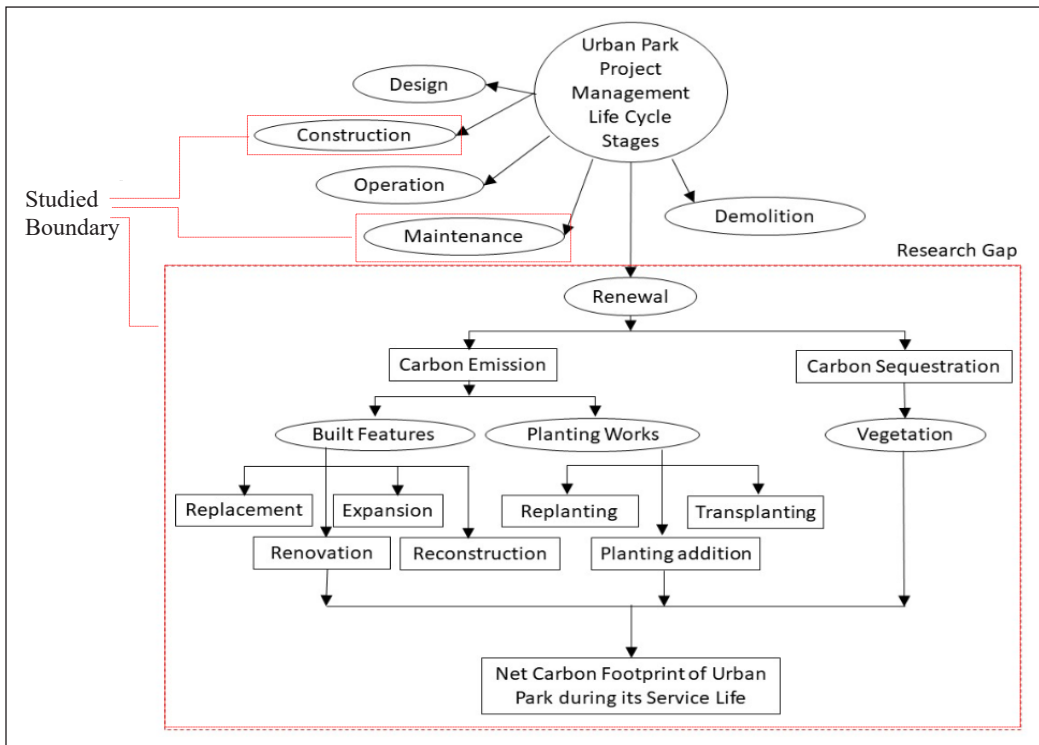 Urban Park
Project
Management
Life Cycle
Stages
Design
Construction
Operation
Maintenance
Demolition
Studied
Boundary
Research Gap
Renewal
Carbon Emission
Carbon Sequestration
Built Features
Planting Works
Vegetation
Replacement
Expansion
Replanting
Transplanting
Renovation
Reconstruction
Planting addition
Net Carbon Footprint of Urban
Park during its Service Life